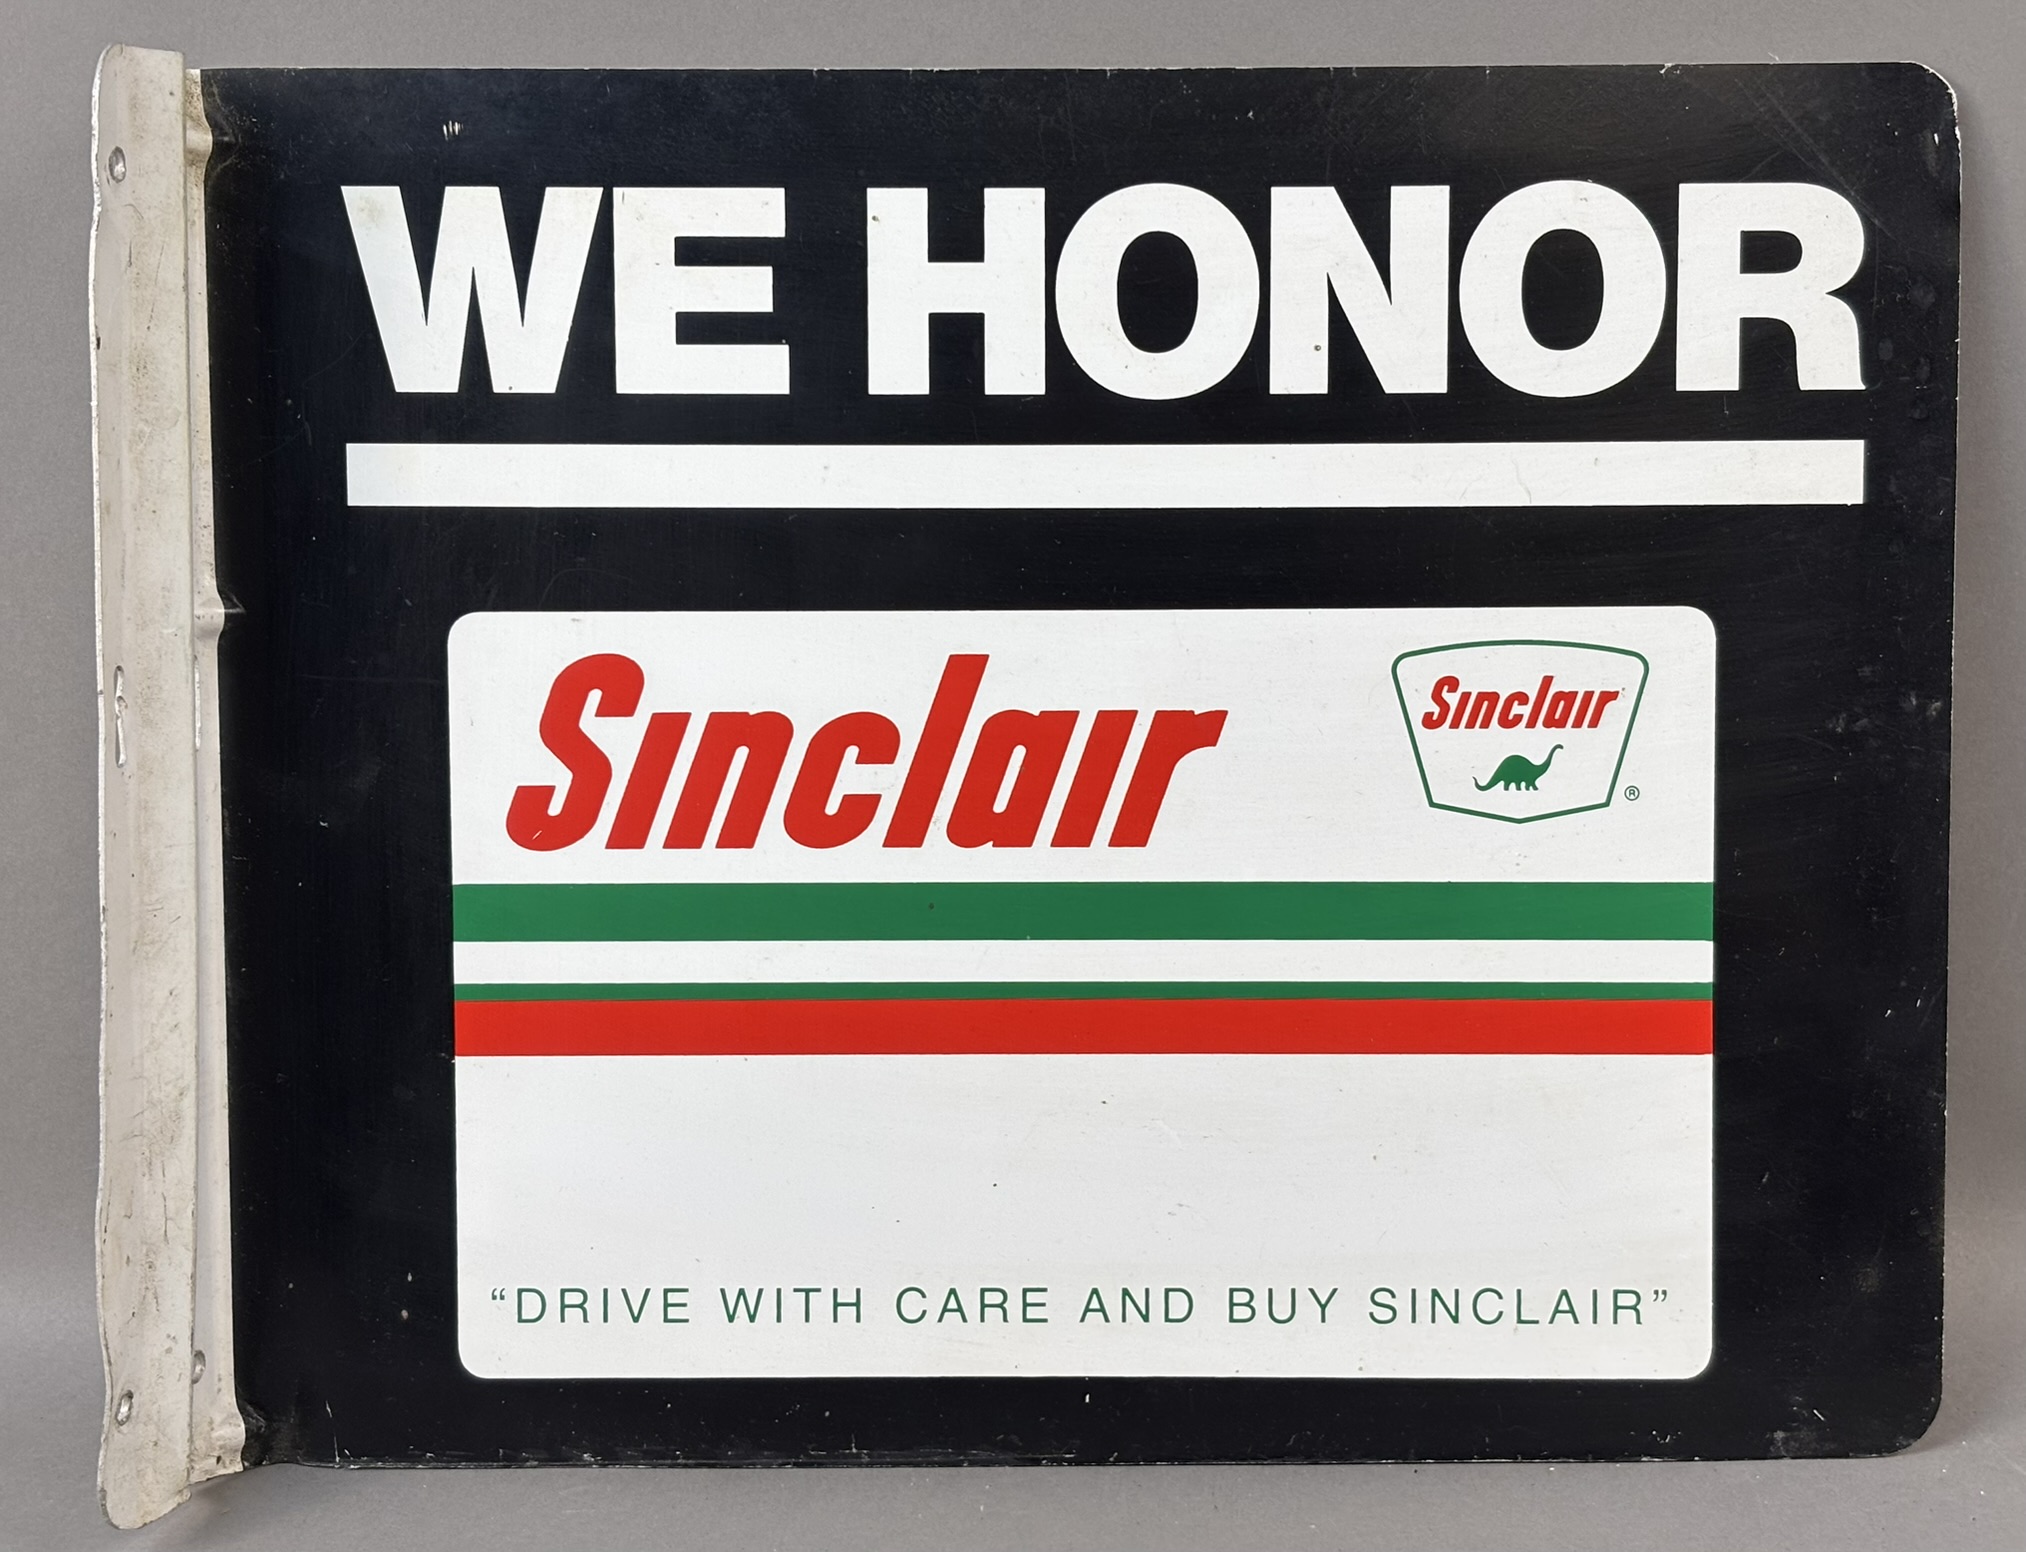 WE HONOR
Sinclair
Sinclair
®
"DRIVE WITH CARE AND BUY SINCLAIR"